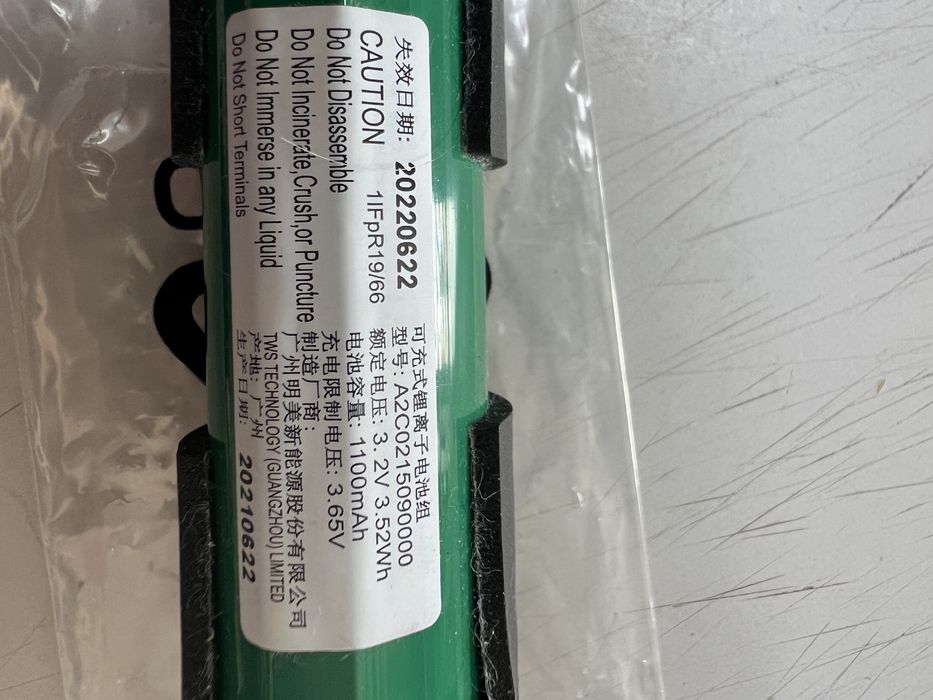 可充式锂离子电池组
型号: A2C0215090000
额定电压: 3. 2V 3.52Wh
电池容量: 1100mAh
充电限制电压: 3.65V
制造厂商:
广州明美新能源股份有限公司
TWS TECHNOLOGY (GUANGZHOU) LIMITED
产地: 广州
生产日期: 20210622
失效日期: 20220622
CAUTION 1IFpR19/66
Do Not Disassemble
Do Not Incinerate,Crush,or Puncture
Do Not Immerse in any Liquid
Do Not Short Terminals